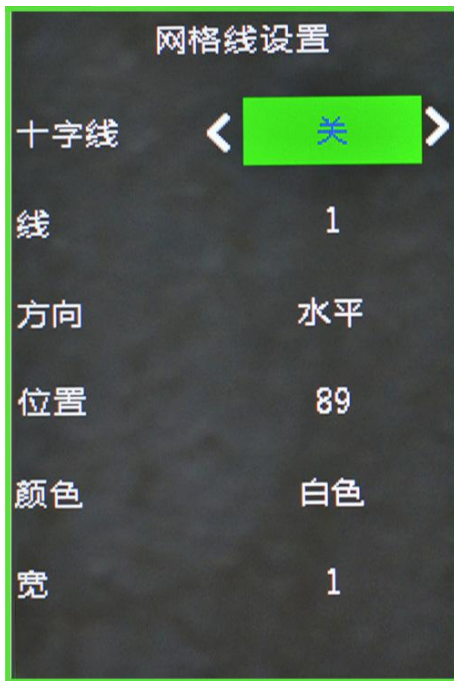 网格线设置
十字线 关
线 1
方向 水平
位置 89
颜色 白色
宽 1